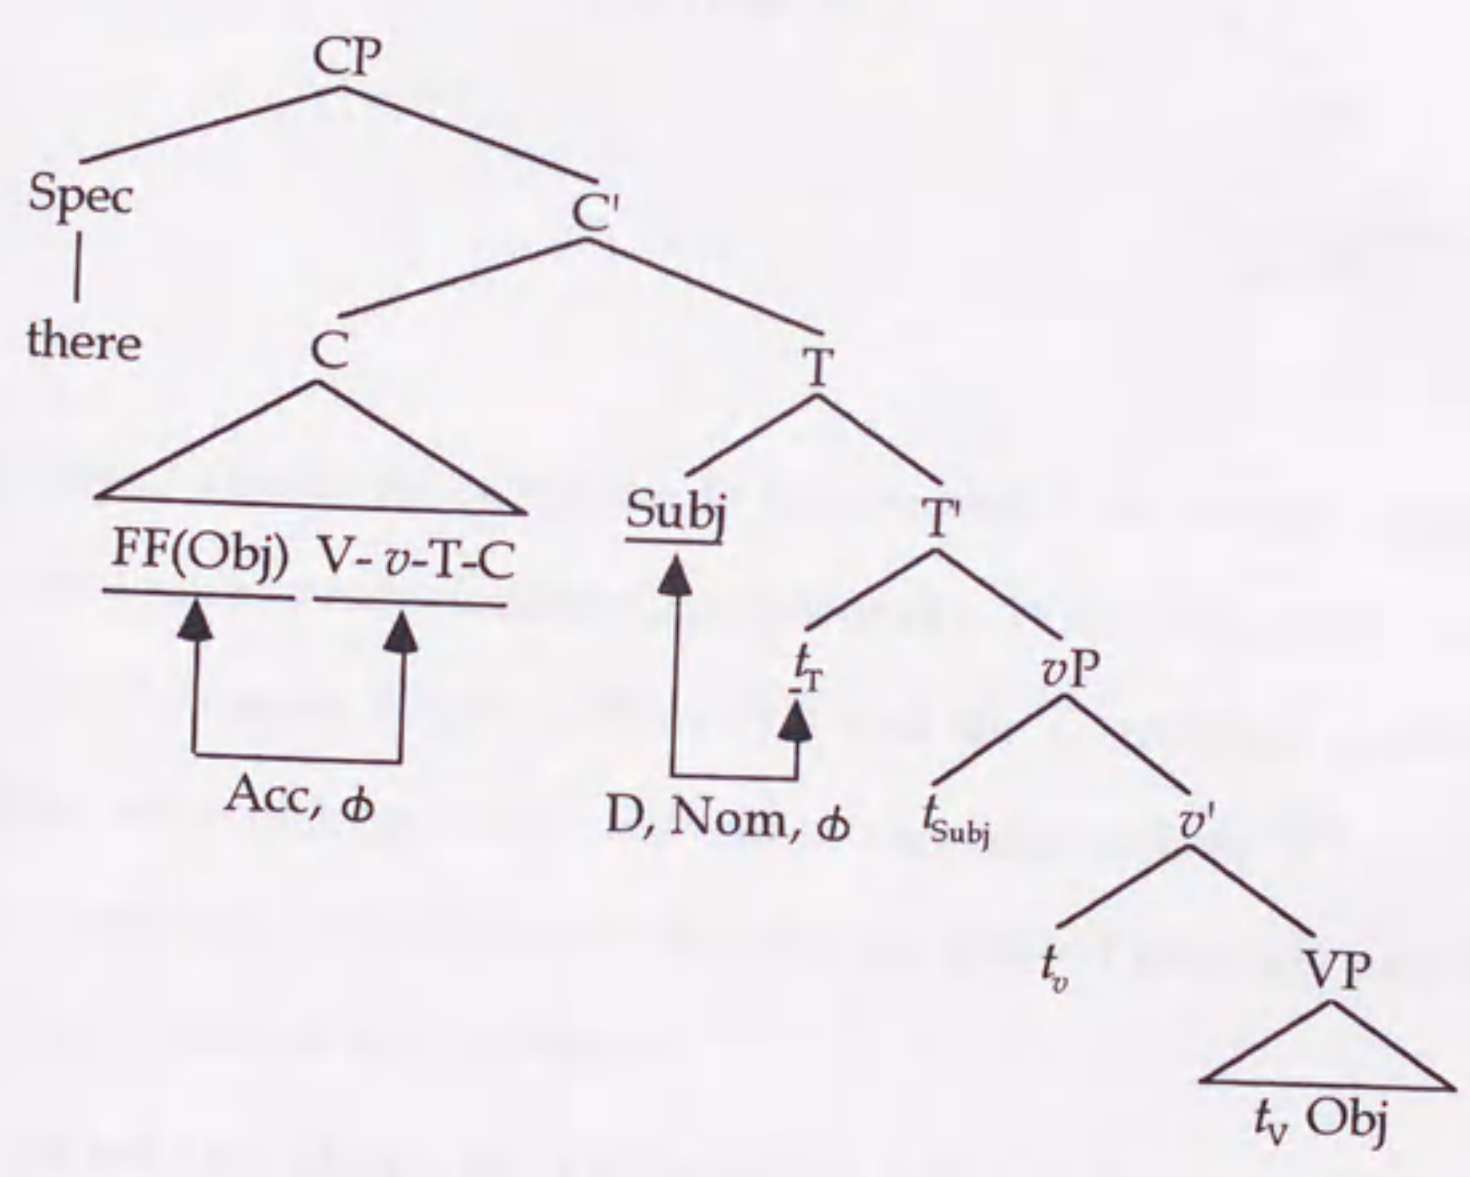 CP
Spec C'
there C T
FF(Obj) V-v-T-C Subj T'
t_T vP
Acc, ϕ D, Nom, ϕ t_Subj v'
t_v VP
t_V Obj